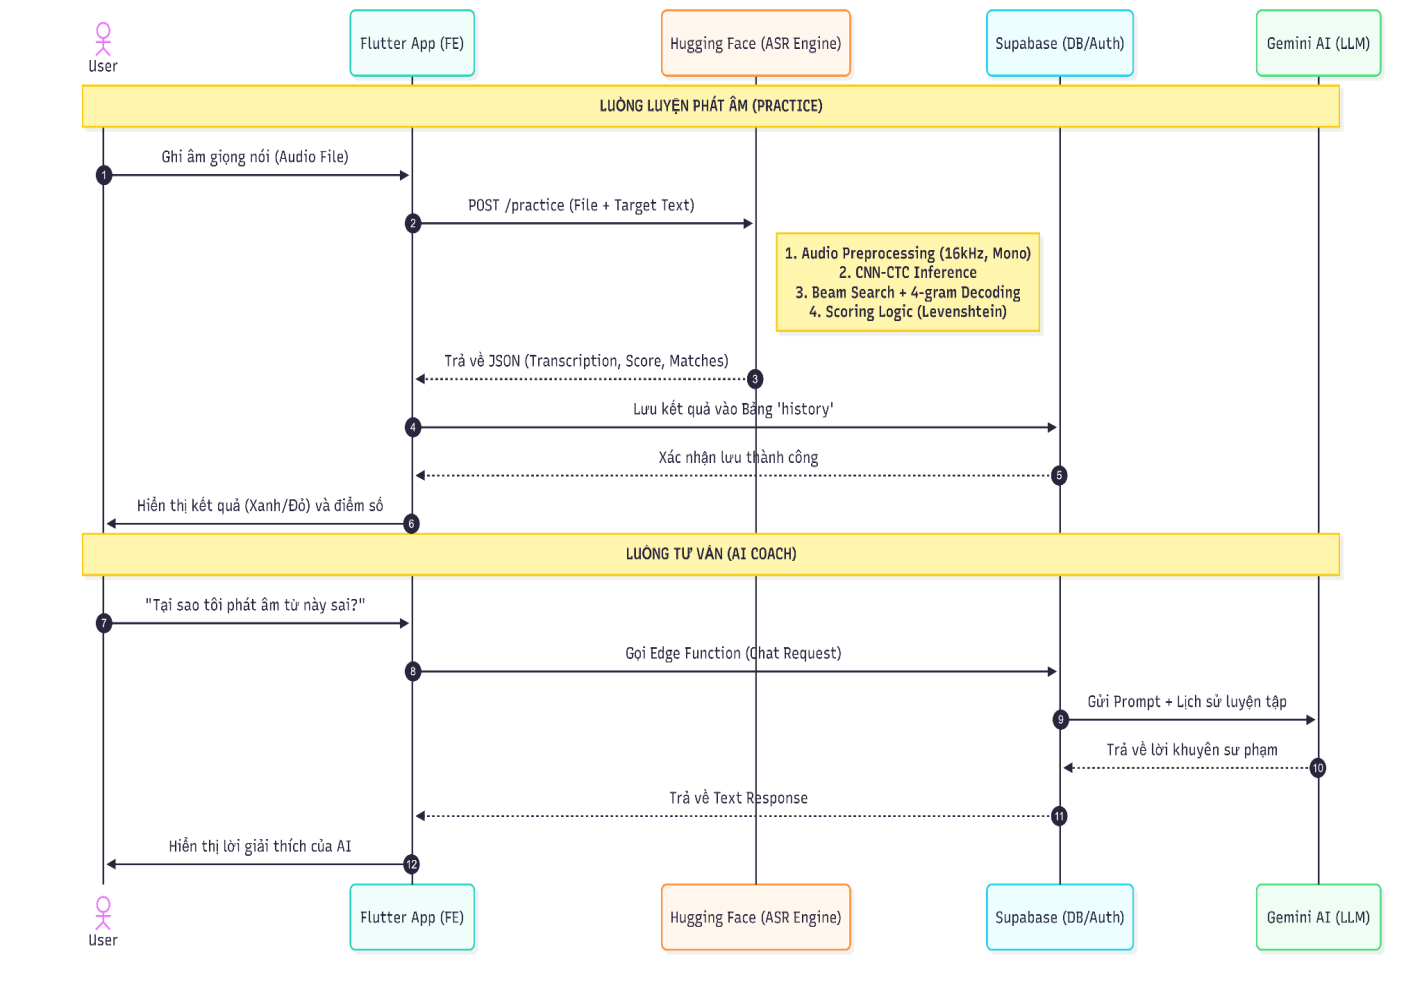 User
Flutter App (FE)
Hugging Face (ASR Engine)
Supabase (DB/Auth)
Gemini AI (LLM)
LUỒNG LUYỆN PHÁT ÂM (PRACTICE)
Ghi âm giọng nói (Audio File)
1
POST /practice (File + Target Text)
2
1. Audio Preprocessing (16kHz, Mono)
2. CNN-CTC Inference
3. Beam Search + 4-gram Decoding
4. Scoring Logic (Levenshtein)
Trả về JSON (Transcription, Score, Matches)
3
Lưu kết quả vào Bảng 'history'
4
Xác nhận lưu thành công
5
Hiển thị kết quả (Xanh/Đỏ) và điểm số
6
LUỒNG TƯ VẤN (AI COACH)
"Tại sao tôi phát âm từ này sai?"
7
Gọi Edge Function (Chat Request)
8
Gửi Prompt + Lịch sử luyện tập
9
Trả về lời khuyên sư phạm
10
Trả về Text Response
11
Hiển thị lời giải thích của AI
12
User
Flutter App (FE)
Hugging Face (ASR Engine)
Supabase (DB/Auth)
Gemini AI (LLM)